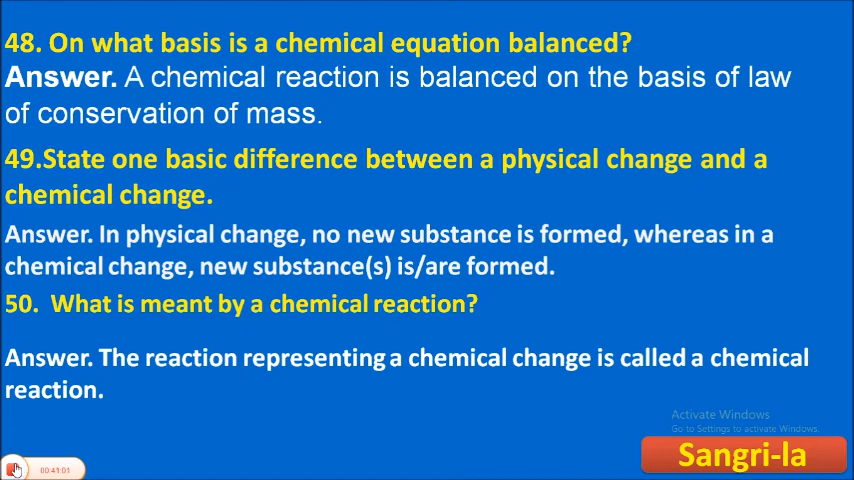 48. On what basis is a chemical equation balanced?
Answer. A chemical reaction is balanced on the basis of law
of conservation of mass.
49.State one basic difference between a physical change and a
chemical change.
Answer. In physical change, no new substance is formed, whereas in a
chemical change, new substance(s) is/are formed.
50. What is meant by a chemical reaction?
Answer. The reaction representing a chemical change is called a chemical
reaction.
Activate Windows
Go to Settings to activate Windows.
Sangri-la
00:41:01